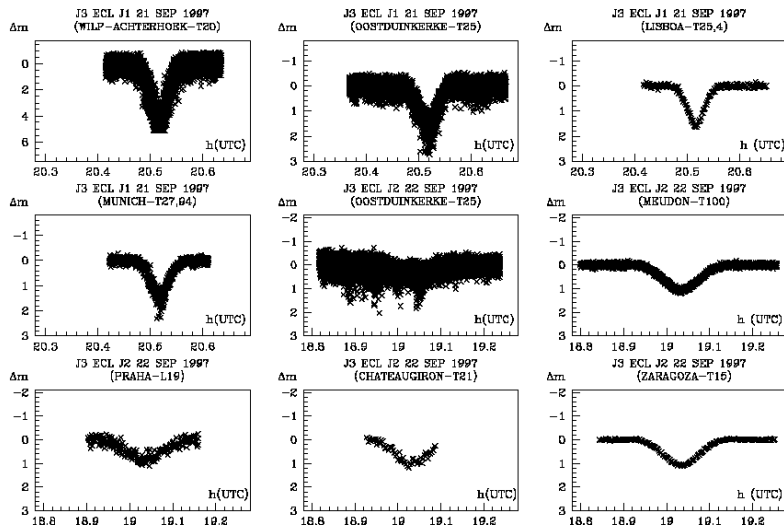 J3 ECL J1 21 SEP 1997
(WILP-ACHTERHOEK-T20)
Δm
0
2
4
6
h(UTC)
20.3 20.4 20.5 20.6
J3 ECL J1 21 SEP 1997
(OOSTDUINKERKE-T25)
Δm
-1
0
1
2
3
h(UTC)
20.3 20.4 20.5 20.6
J3 ECL J1 21 SEP 1997
(LISBOA-T25,4)
Δm
-1
0
1
2
3
h (UTC)
20.3 20.4 20.5 20.6
J3 ECL J1 21 SEP 1997
(MUNICH-T27,94)
Δm
-1
0
1
2
3
h(UTC)
20.3 20.4 20.5 20.6
J3 ECL J2 22 SEP 1997
(OOSTDUINKERKE-T25)
Δm
-2
-1
0
1
2
3
h(UTC)
18.8 18.9 19 19.1 19.2
J3 ECL J2 22 SEP 1997
(MEUDON-T100)
Δm
-2
-1
0
1
2
3
h (UTC)
18.8 18.9 19 19.1 19.2
J3 ECL J2 22 SEP 1997
(PRAHA-L19)
Δm
-2
-1
0
1
2
3
h(UTC)
18.9 19 19.1 19.2
J3 ECL J2 22 SEP 1997
(CHATEAUGIRON-T21)
Δm
-2
-1
0
1
2
3
h(UTC)
18.8 18.9 19 19.1 19.2
J3 ECL J2 22 SEP 1997
(ZARAGOZA-T15)
Δm
-2
-1
0
1
2
3
h(UTC)
18.8 18.9 19 19.1 19.2